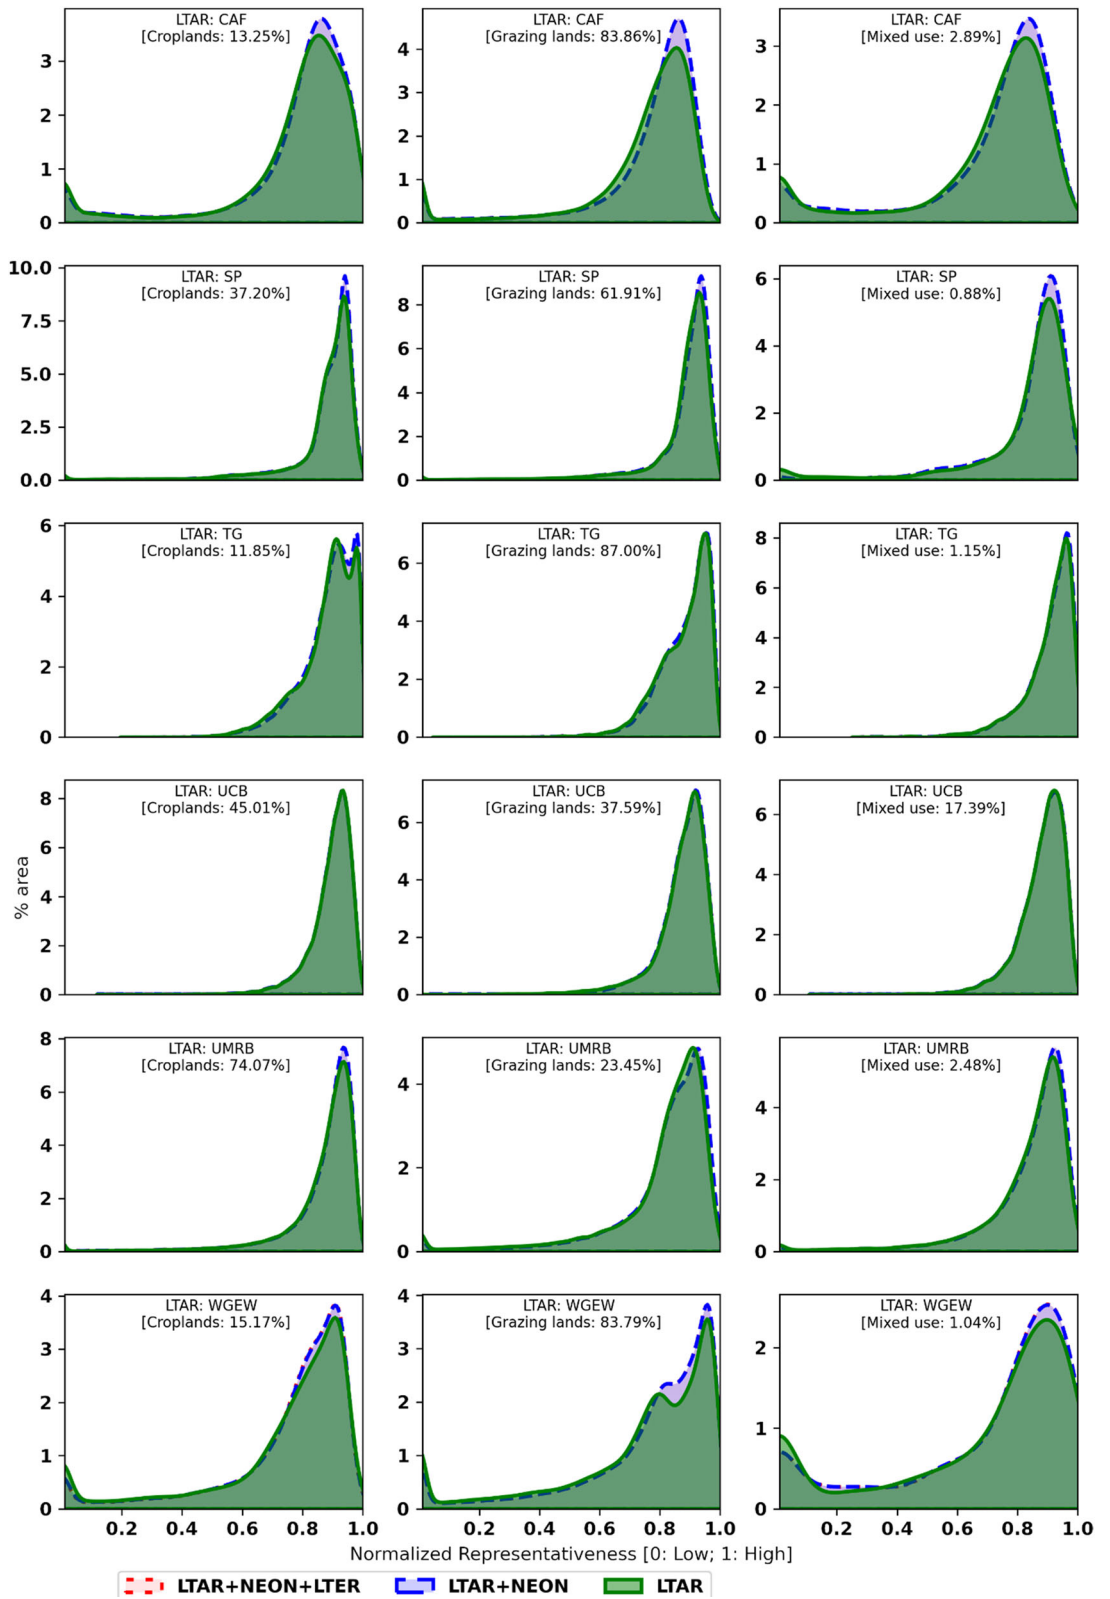 LTAR: CAF
[Croplands: 13.25%]
3
2
1
0
LTAR: CAF
[Grazing lands: 83.86%]
4
3
2
1
0
LTAR: CAF
[Mixed use: 2.89%]
3
2
1
0
LTAR: SP
[Croplands: 37.20%]
10.0
7.5
5.0
2.5
0.0
LTAR: SP
[Grazing lands: 61.91%]
8
6
4
2
0
LTAR: SP
[Mixed use: 0.88%]
6
4
2
0
LTAR: TG
[Croplands: 11.85%]
6
4
2
0
LTAR: TG
[Grazing lands: 87.00%]
6
4
2
0
LTAR: TG
[Mixed use: 1.15%]
8
6
4
2
0
% area
LTAR: UCB
[Croplands: 45.01%]
8
6
4
2
0
LTAR: UCB
[Grazing lands: 37.59%]
6
4
2
0
LTAR: UCB
[Mixed use: 17.39%]
6
4
2
0
LTAR: UMRB
[Croplands: 74.07%]
8
6
4
2
0
LTAR: UMRB
[Grazing lands: 23.45%]
4
2
0
LTAR: UMRB
[Mixed use: 2.48%]
4
2
0
LTAR: WGEW
[Croplands: 15.17%]
4
3
2
1
0
0.2 0.4 0.6 0.8 1.0
LTAR: WGEW
[Grazing lands: 83.79%]
4
3
2
1
0
0.2 0.4 0.6 0.8 1.0
LTAR: WGEW
[Mixed use: 1.04%]
2
1
0
0.2 0.4 0.6 0.8 1.0
Normalized Representativeness [0: Low; 1: High]
LTAR+NEON+LTER LTAR+NEON LTAR